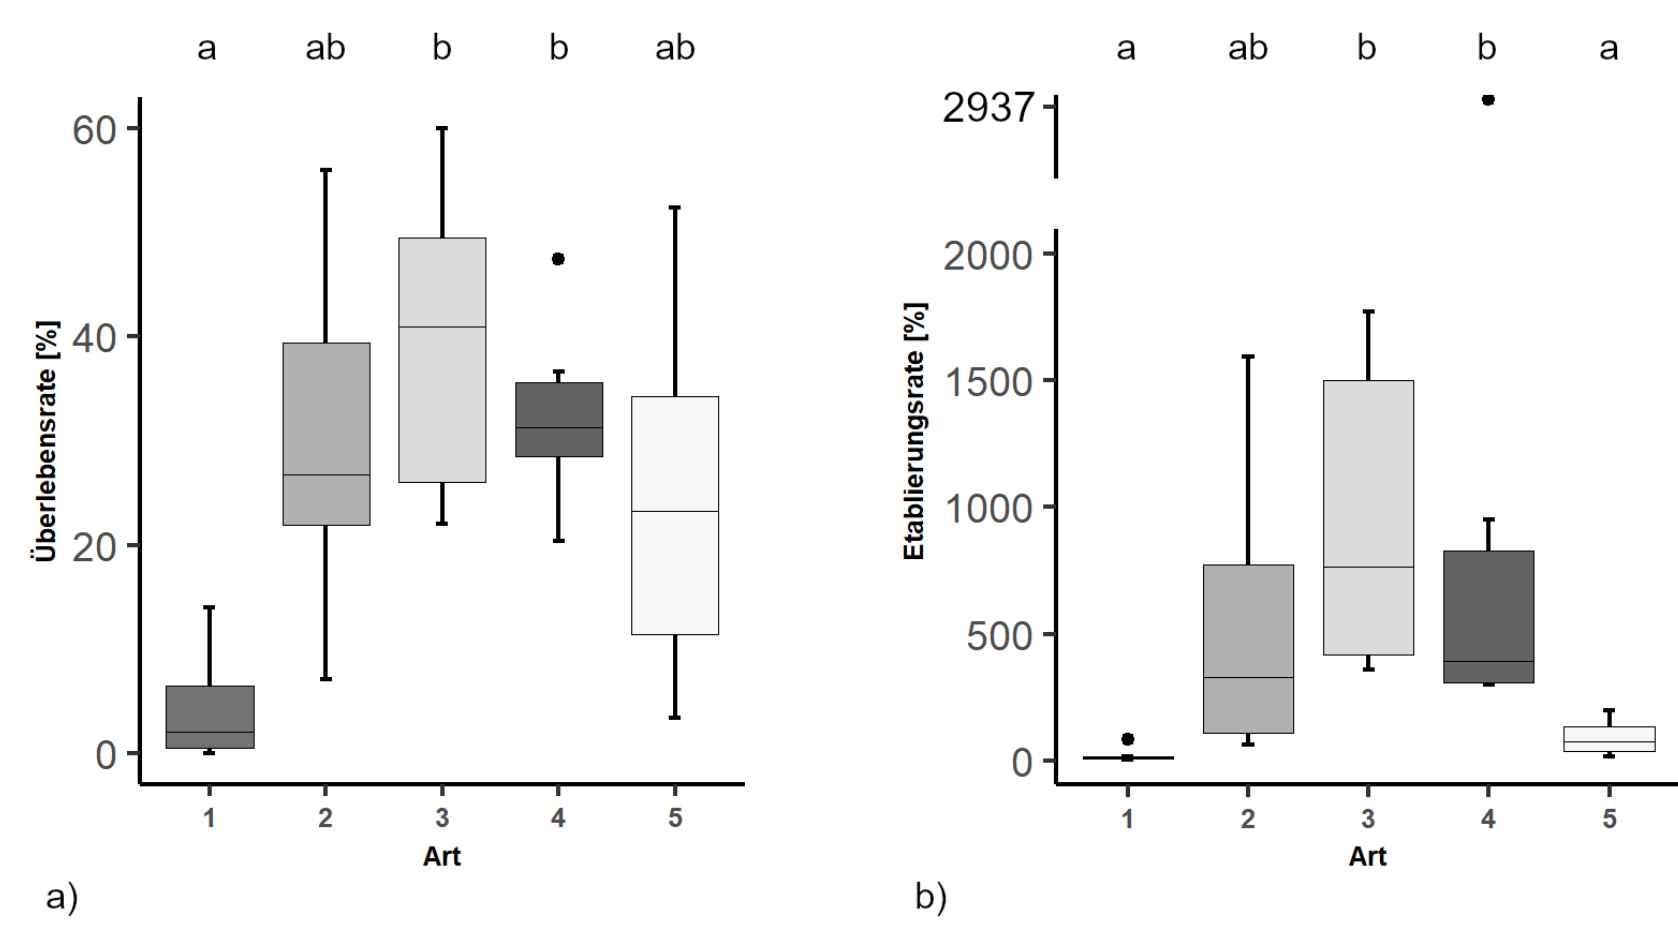 a ab b b ab
60
40
20
0
Überlebensrate [%]
1 2 3 4 5
Art
a)
a ab b b a
2937
2000
1500
1000
500
0
Etablierungsrate [%]
1 2 3 4 5
Art
b)